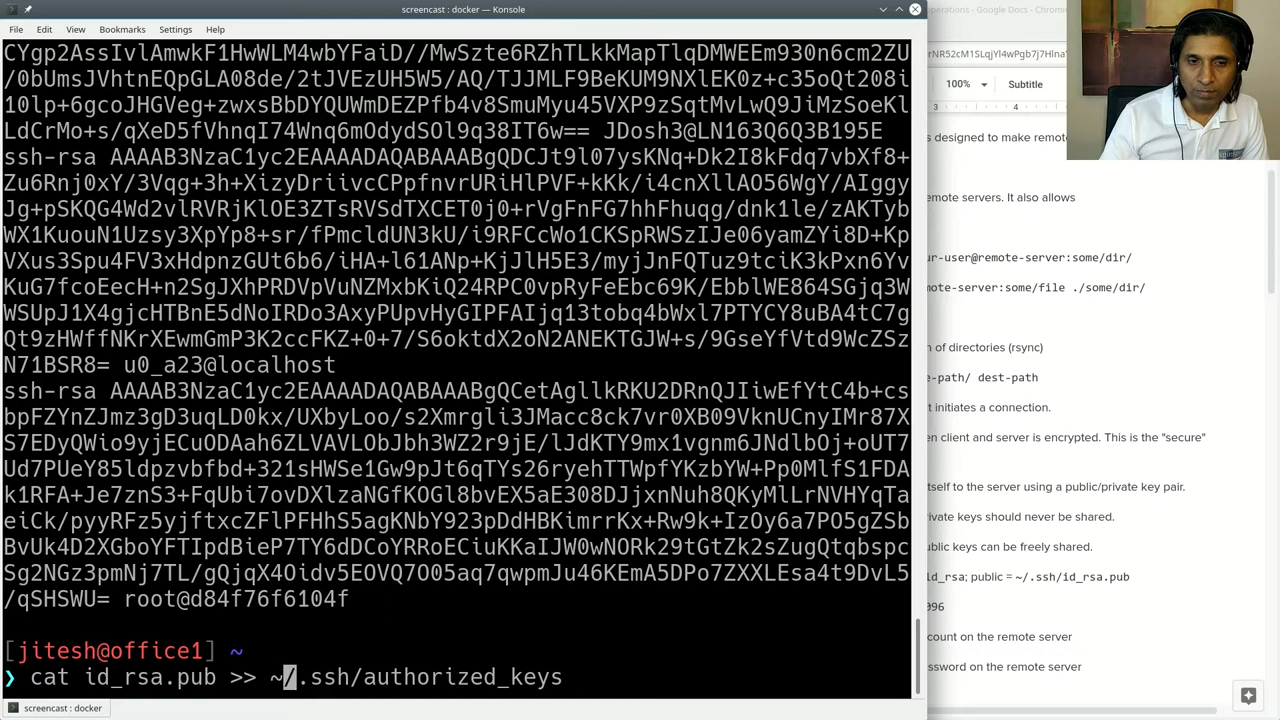 screencast : docker — Konsole
File Edit View Bookmarks Settings Help
CYgp2AssIvlAmwkF1HwWLM4wbYFaiD//MwSzte6RZhTLkkMapTlqDMWEEm930n6cm2ZU
/0bUmsJVhtnEQpGLA08de/2tJVEzUH5W5/AQ/TJJMLF9BeKUM9NXlEK0z+c35oQt208i
10lp+6gcoJHGVeg+zwxsBbDYQUWmDEZPfb4v8SmuMyu45VXP9zSqtMvLwQ9JiMzSoeKl
LdCrMo+s/qXeD5fVhnqI74Wnq6mOdydSOl9q38IT6w== JDosh3@LN163Q6Q3B195E
ssh-rsa AAAAB3NzaC1yc2EAAAADAQABAAABgQDCJt9l07ysKNq+Dk2I8kFdq7vbXf8+
Zu6Rnj0xY/3Vqg+3h+XizyDriivcCPpfnvrURiHlPVF+kKk/i4cnXllAO56WgY/AIggy
Jg+pSKQG4Wd2vlRVRjKlOE3ZTsRVSdTXCET0j0+rVgFnFG7hhFhuqg/dnk1le/zAKTyb
WX1KuouN1Uzsy3XpYp8+sr/fPmcldUN3kU/i9RFCcWo1CKSpRWSzIJe06yamZYi8D+Kp
VXus3Spu4FV3xHdpnzGUt6b6/iHA+l61ANp+KjJlH5E3/myjJnFQTuz9tciK3kPxn6Yv
KuG7fcoEecH+n2SgJXhPRDVpVuNZMxbKiQ24RPC0vpRyFeEbc69K/EbblWE864SGjq3W
WSUpJ1X4gjcHTBnE5dNoIRDo3AxyPUpvHyGIPFAIjq13tobq4bWxl7PTYCY8uBA4tC7g
Qt9zHWffNKrXEwmGmP3K2ccFKZ+0+7/S6oktdX2oN2ANEKTGJW+s/9GseYfVtd9WcZSz
N71BSR8= u0_a23@localhost
ssh-rsa AAAAB3NzaC1yc2EAAAADAQABAAABgQCetAgllkRKU2DRnQJIiwEfYtC4b+cs
bpFZYnZJmz3gD3uqLD0kx/UXbyLoo/s2Xmrgli3JMacc8ck7vr0XB09VknUCnyIMr87X
S7EDyQWio9yjECuODAah6ZLVAVLObJbh3WZ2r9jE/lJdKTY9mx1vgnm6JNdlbOj+oUT7
Ud7PUeY85ldpzvbfbd+321sHWSe1Gw9pJt6qTYs26ryehTTWpfYKzbYW+Pp0MlfS1FDA
k1RFA+Je7znS3+FqUbi7ovDXlzaNGfKOGl8bvEX5aE308DJjxnNuh8QKyMlLrNVHYqTa
eiCk/pyyRFz5yjftxcZFlPFHhS5agKNbY923pDdHBKimrrKx+Rw9k+IzOy6a7PO5gZSb
BvUk4D2XGboYFTIpdBieP7TY6dDCoYRRoECiuKKaIJW0wNORk29tGtZk2sZugQtqbspc
Sg2NGz3pmNj7TL/gQjqX4Oidv5EOVQ7O05aq7qwpmJu46KEmA5DPo7ZXXLEsa4t9DvL5
/qSHSWU= root@d84f76f6104f
[jitesh@office1] ~
❯ cat id_rsa.pub >> ~/.ssh/authorized_keys
screencast : docker
operations - Google Docs - Chrom
rNR52cM1SLqjYl4wPgb7j7Hlna
100% Subtitle
3 4
s designed to make remot
emote servers. It also allows
ur-user@remote-server:some/dir/
mote-server:some/file ./some/dir/
n of directories (rsync)
e-path/ dest-path
t initiates a connection.
en client and server is encrypted. This is the "secure"
tself to the server using a public/private key pair.
rivate keys should never be shared.
ublic keys can be freely shared.
id_rsa; public = ~/.ssh/id_rsa.pub
096
count on the remote server
ssword on the remote server